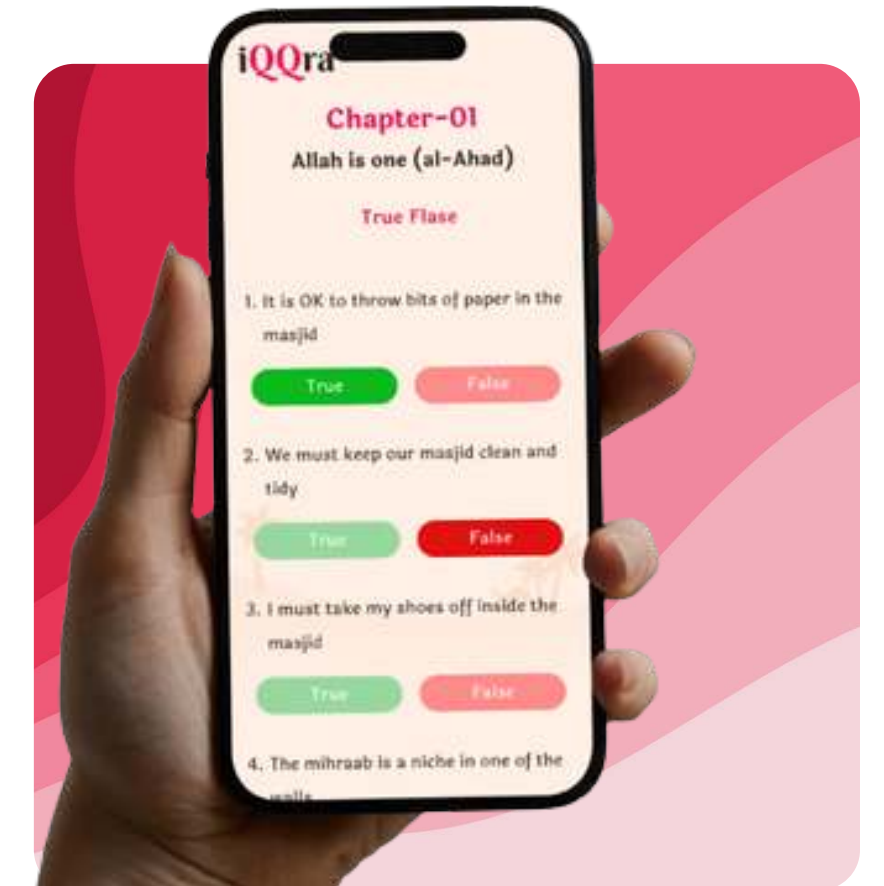 iQQra
Chapter-01
Allah is one (al-Ahad)
True Flase
1. It is OK to throw bits of paper in the
masjid
True False
2. We must keep our masjid clean and
tidy
True False
3. I must take my shoes off inside the
masjid
True False
4. The mihraab is a niche in one of the
walls